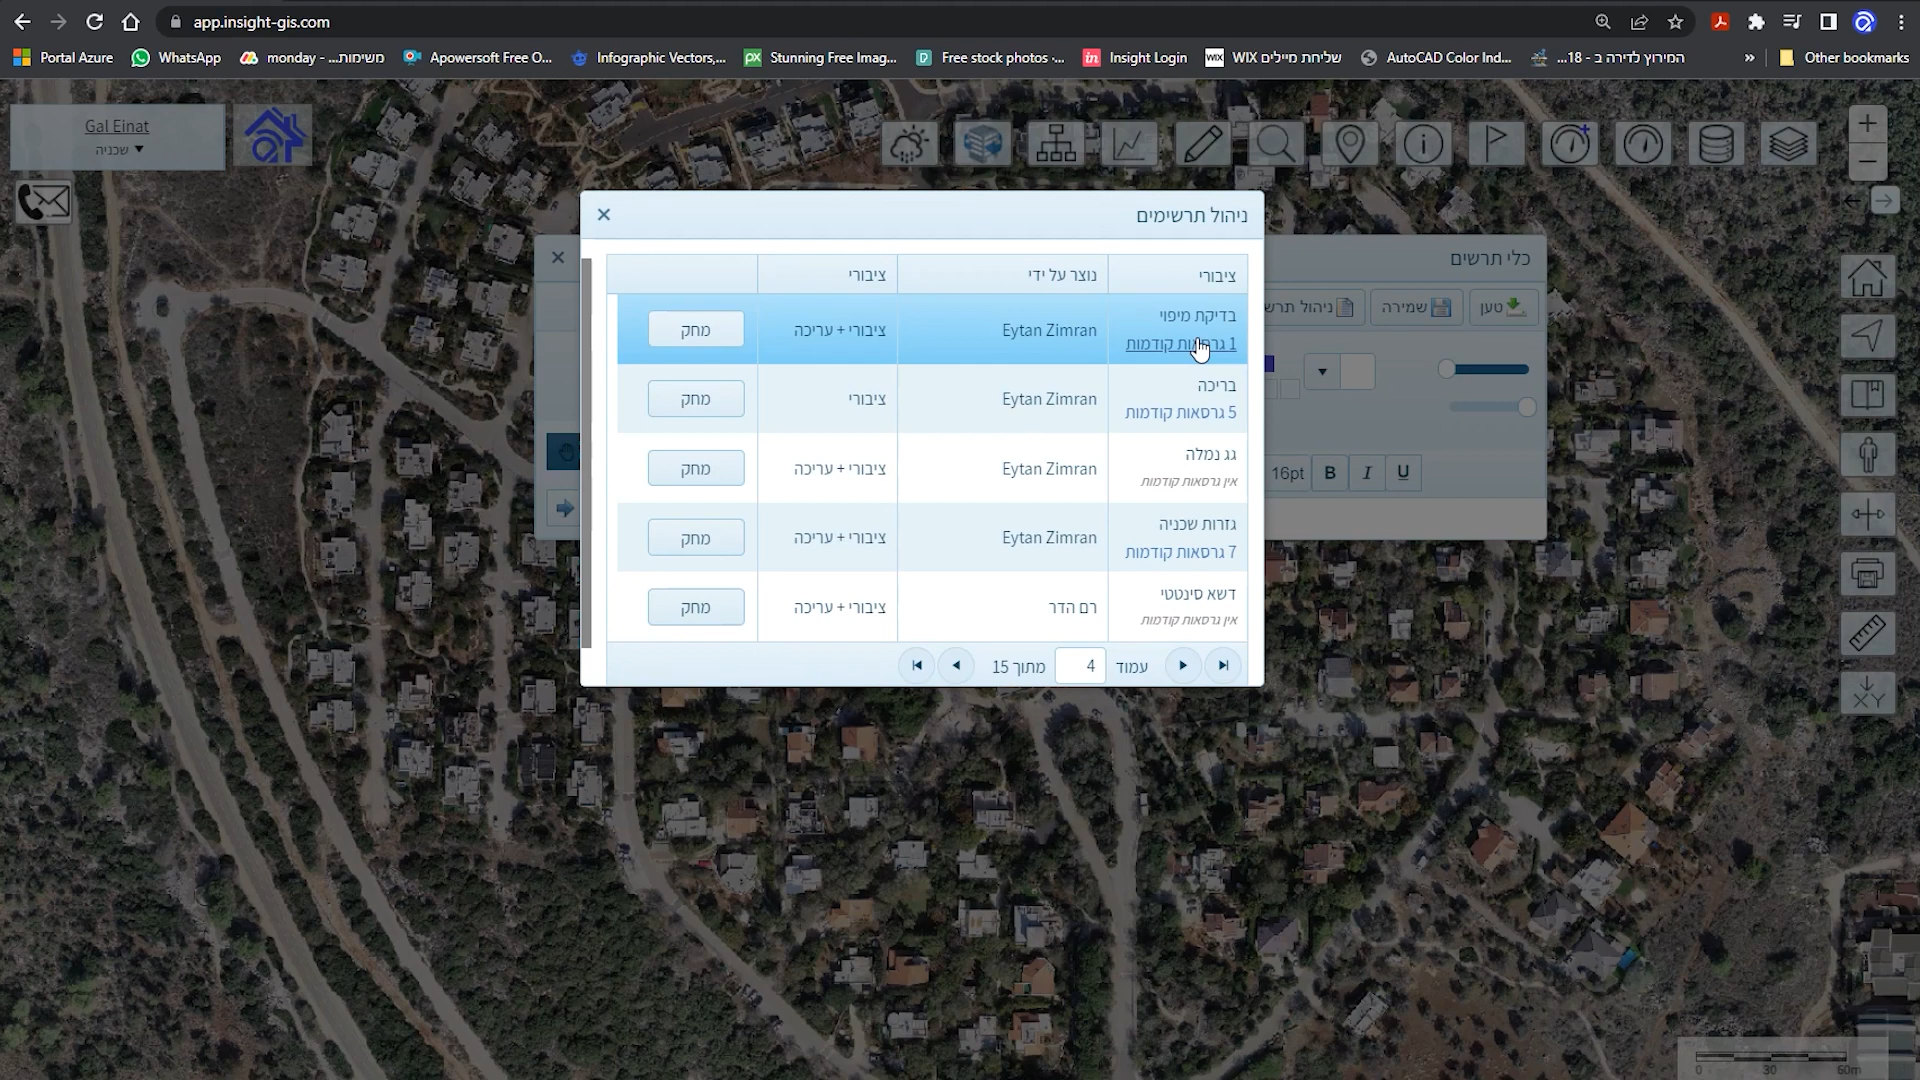 app.insight-gis.com
Portal Azure
WhatsApp
monday - ...משימות
Apowersoft Free O...
Infographic Vectors,...
Stunning Free Imag...
Free stock photos ·...
Insight Login
שליחת מיילים WIX
AutoCAD Color Ind...
המירוץ לדירה ב - 18...
»
Other bookmarks
Gal Einat
שכניה
ניהול תרשימים
כלי תרשים
טען
שמירה
ניהול תרש
16pt
B
I
U
ציבורי
נוצר על ידי
ציבורי
בדיקת מיפוי
1 גרסאות קודמות
Eytan Zimran
ציבורי + עריכה
מחק
בריכה
5 גרסאות קודמות
Eytan Zimran
ציבורי
מחק
גג נמלה
אין גרסאות קודמות
Eytan Zimran
ציבורי + עריכה
מחק
גזרות שכניה
7 גרסאות קודמות
Eytan Zimran
ציבורי + עריכה
מחק
דשא סינטטי
אין גרסאות קודמות
רם הדר
ציבורי + עריכה
מחק
עמוד 4 מתוך 15
XY
0 30 60m